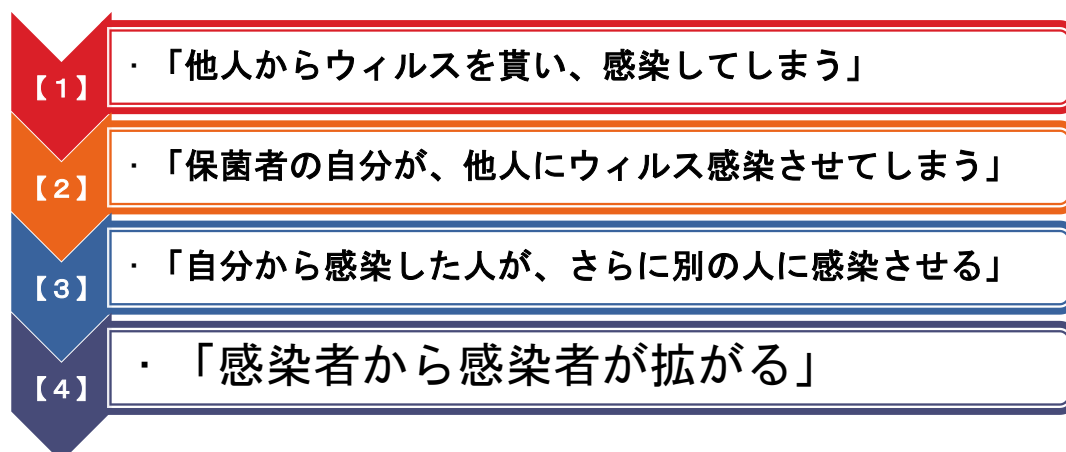 【１】
・「他人からウィルスを貰い、感染してしまう」
【２】
・「保菌者の自分が、他人にウィルス感染させてしまう」
【３】
・「自分から感染した人が、さらに別の人に感染させる」
【４】
・「感染者から感染者が拡がる」